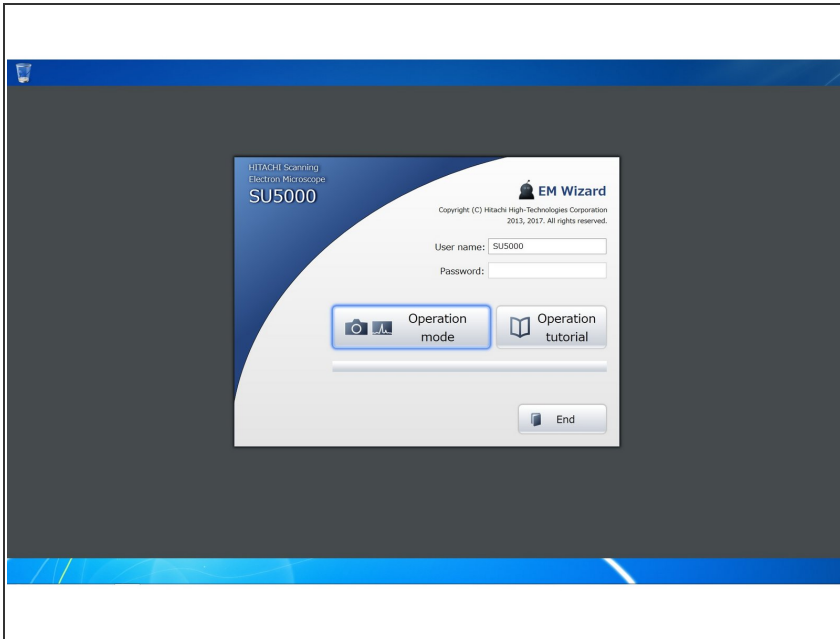 HITACHI Scanning
Electron Microscope
SU5000
EM Wizard
Copyright (C) Hitachi High-Technologies Corporation
2013, 2017. All rights reserved.
User name: SU5000
Password:
Operation
mode
Operation
tutorial
End